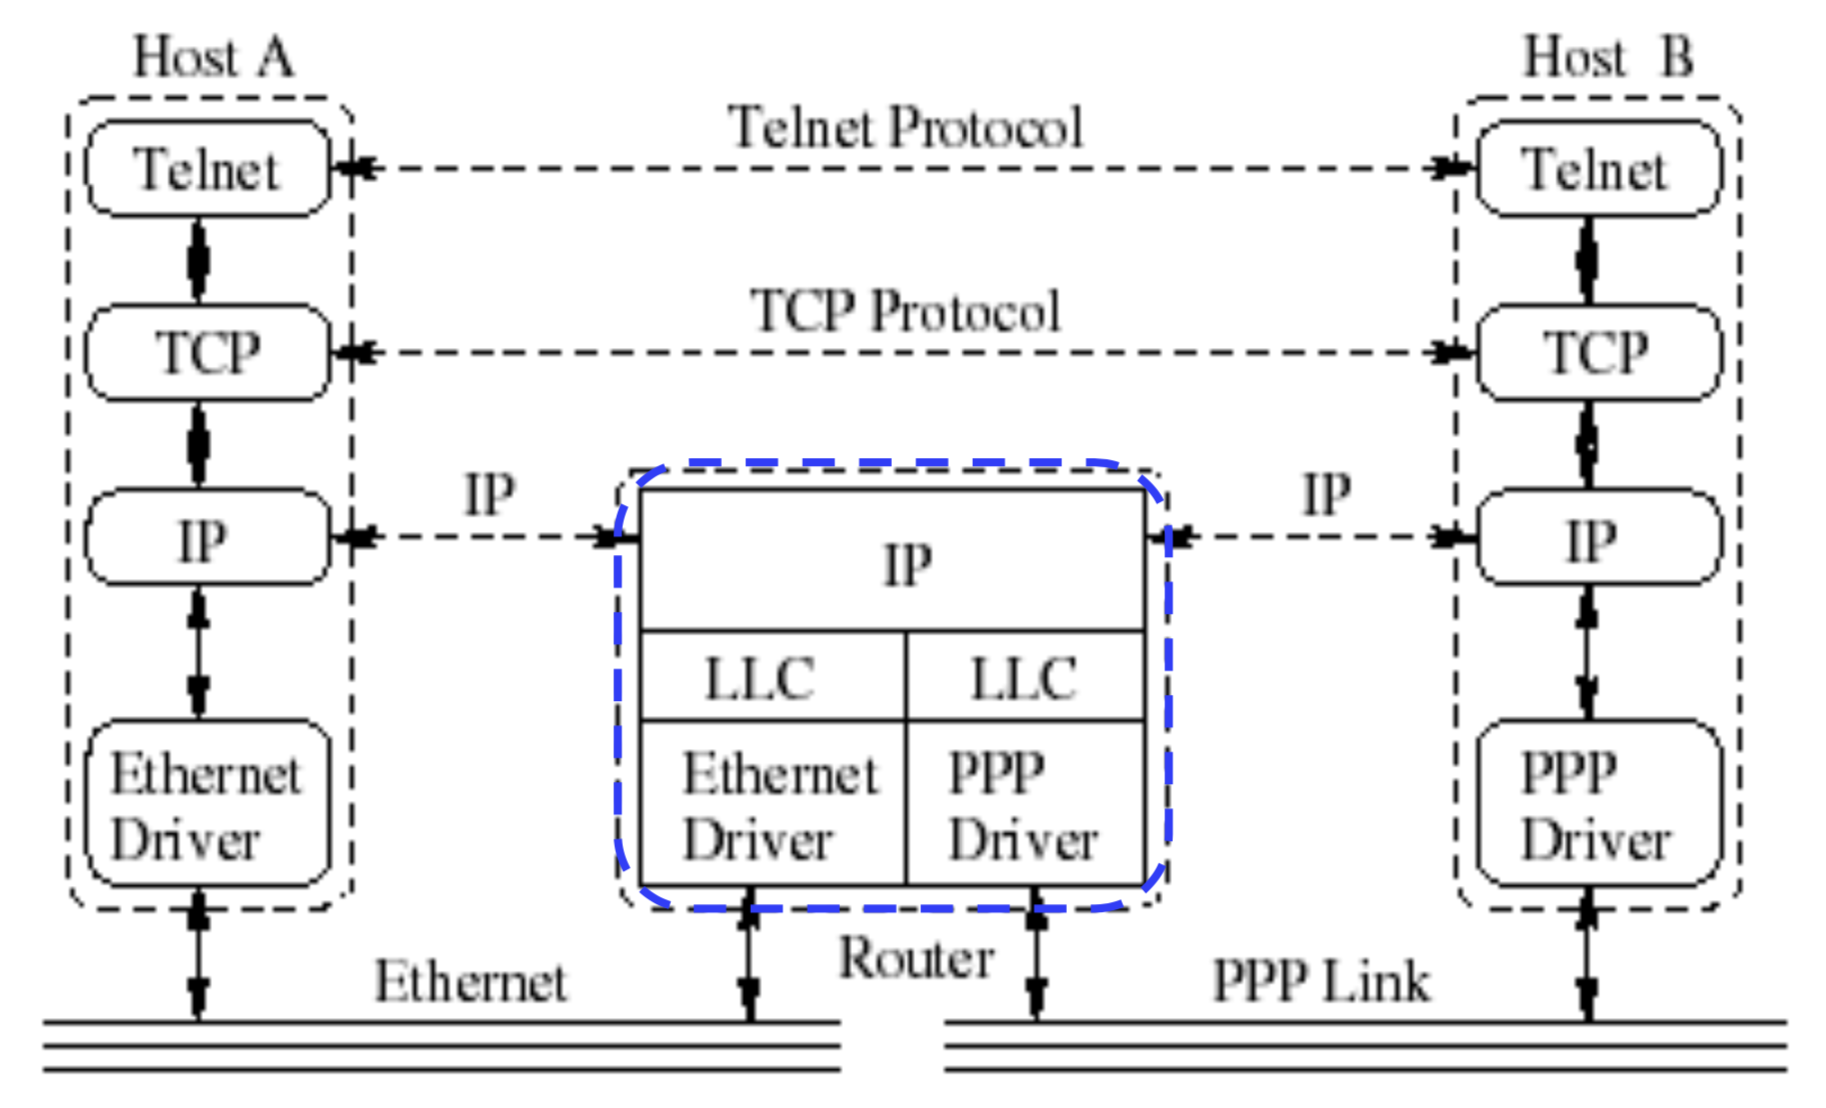 Host A
Host B
Telnet Protocol
Telnet
Telnet
TCP Protocol
TCP
TCP
IP
IP
IP
IP
IP
LLC
LLC
Ethernet
Driver
Ethernet
Driver
PPP
Driver
PPP
Driver
Router
Ethernet
PPP Link